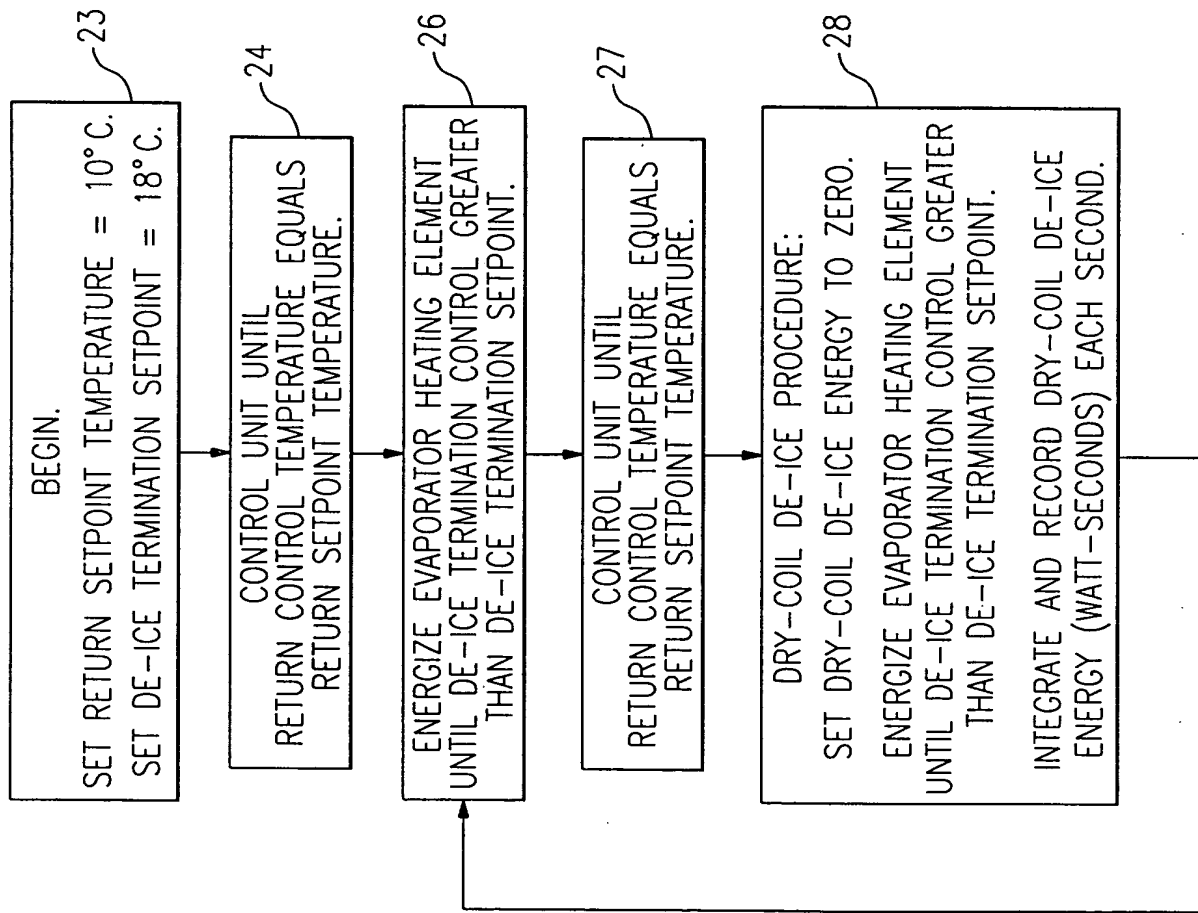 BEGIN.
SET RETURN SETPOINT TEMPERATURE = 10°C.
SET DE-ICE TERMINATION SETPOINT = 18°C.
23
CONTROL UNIT UNTIL
RETURN CONTROL TEMPERATURE EQUALS
RETURN SETPOINT TEMPERATURE.
24
ENERGIZE EVAPORATOR HEATING ELEMENT
UNTIL DE-ICE TERMINATION CONTROL GREATER
THAN DE-ICE TERMINATION SETPOINT.
26
CONTROL UNIT UNTIL
RETURN CONTROL TEMPERATURE EQUALS
RETURN SETPOINT TEMPERATURE.
27
DRY-COIL DE-ICE PROCEDURE:
SET DRY-COIL DE-ICE ENERGY TO ZERO.
ENERGIZE EVAPORATOR HEATING ELEMENT
UNTIL DE-ICE TERMINATION CONTROL GREATER
THAN DE-ICE TERMINATION SETPOINT.
INTEGRATE AND RECORD DRY-COIL DE-ICE
ENERGY (WATT-SECONDS) EACH SECOND.
28